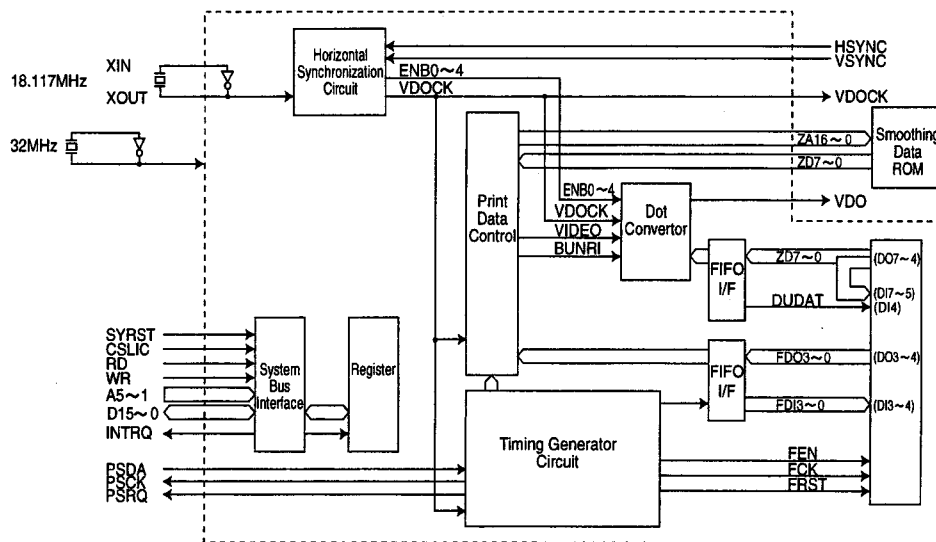 XIN
18.117MHz
XOUT
32MHz
Horizontal
Synchronization
Circuit
HSYNC
VSYNC
ENB0～4
VDOCK
VDOCK
ZA16～0
ZD7～0
Smoothing
Data
ROM
Print
Data
Control
ENB0～4
VDOCK
VIDEO
BUNRI
Dot
Convertor
VDO
FIFO
I/F
ZD7～0
DUDAT
(DO7～4)
(DI7～5)
(DI4)
SYRST
CSLIC
RD
WR
A5～1
D15～0
INTRQ
System
Bus
Interface
Register
FIFO
I/F
FDO3～0
FDI3～0
(DO3～4)
(DI3～4)
Timing Generator
Circuit
PSDA
PSCK
PSRQ
FEN
FCK
FRST